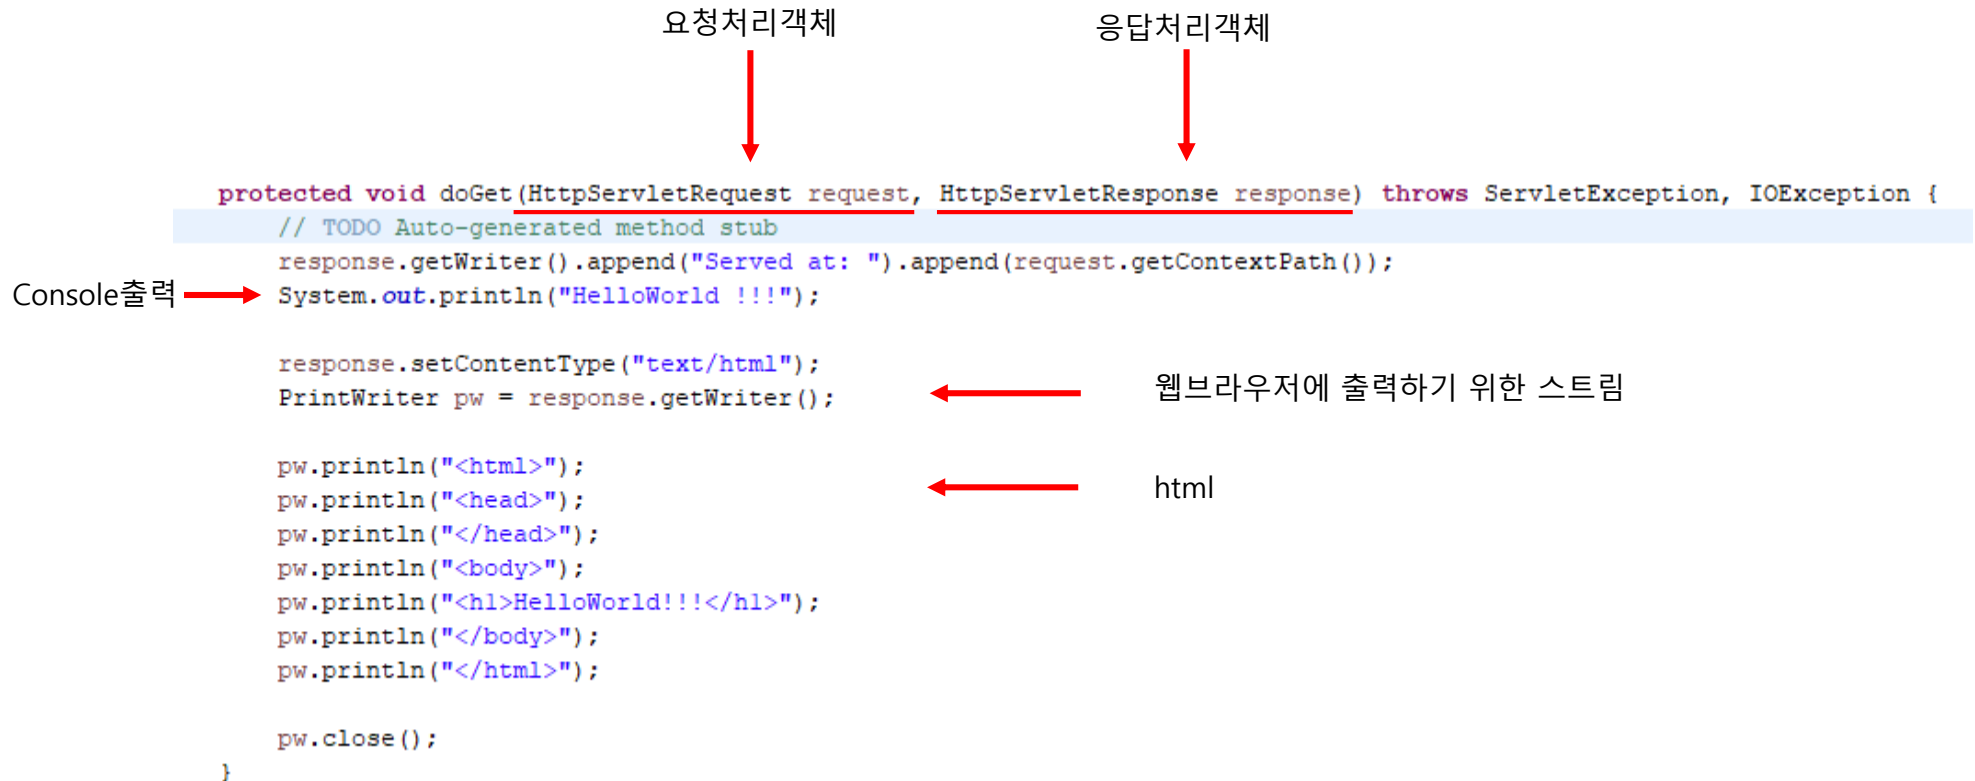 요청처리객체
응답처리객체
protected void doGet(HttpServletRequest request, HttpServletResponse response) throws ServletException, IOException {
// TODO Auto-generated method stub
response.getWriter().append("Served at: ").append(request.getContextPath());
Console출력
System.out.println("HelloWorld !!!");
response.setContentType("text/html");
PrintWriter pw = response.getWriter();
웹브라우저에 출력하기 위한 스트림
pw.println("<html>");
html
pw.println("<head>");
pw.println("</head>");
pw.println("<body>");
pw.println("<h1>HelloWorld!!!</h1>");
pw.println("</body>");
pw.println("</html>");
pw.close();
}